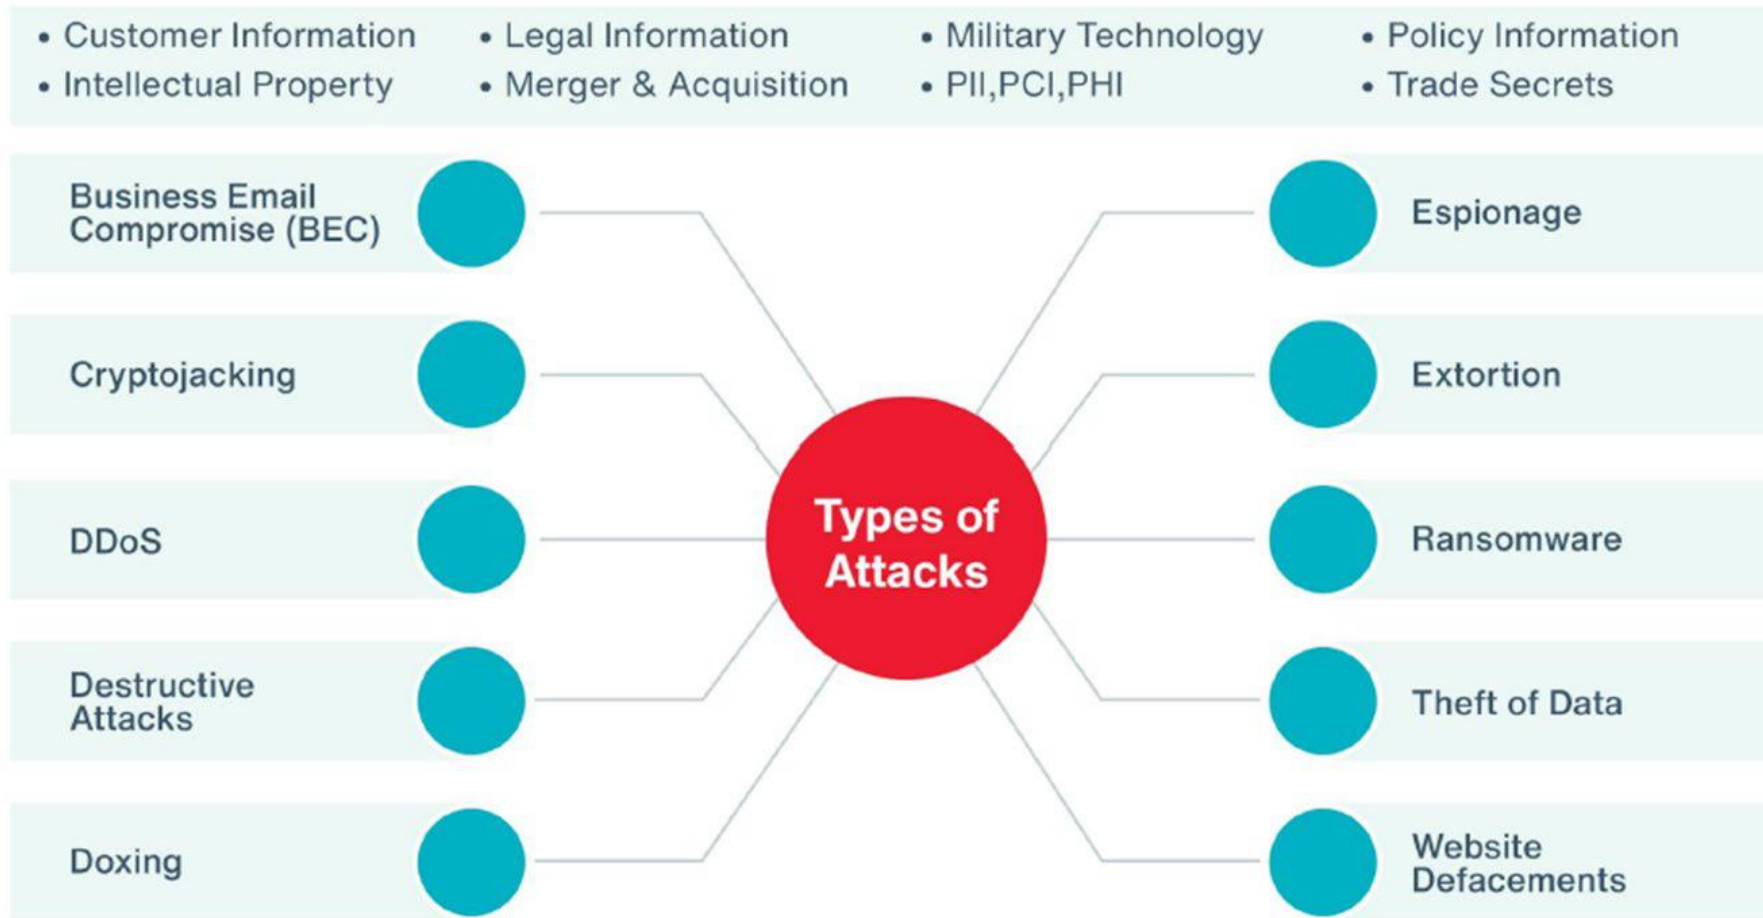 • Customer Information • Legal Information • Military Technology • Policy Information
• Intellectual Property • Merger & Acquisition • PII,PCI,PHI • Trade Secrets
Business Email
Compromise (BEC)
Cryptojacking
DDoS
Destructive
Attacks
Doxing
Types of
Attacks
Espionage
Extortion
Ransomware
Theft of Data
Website
Defacements